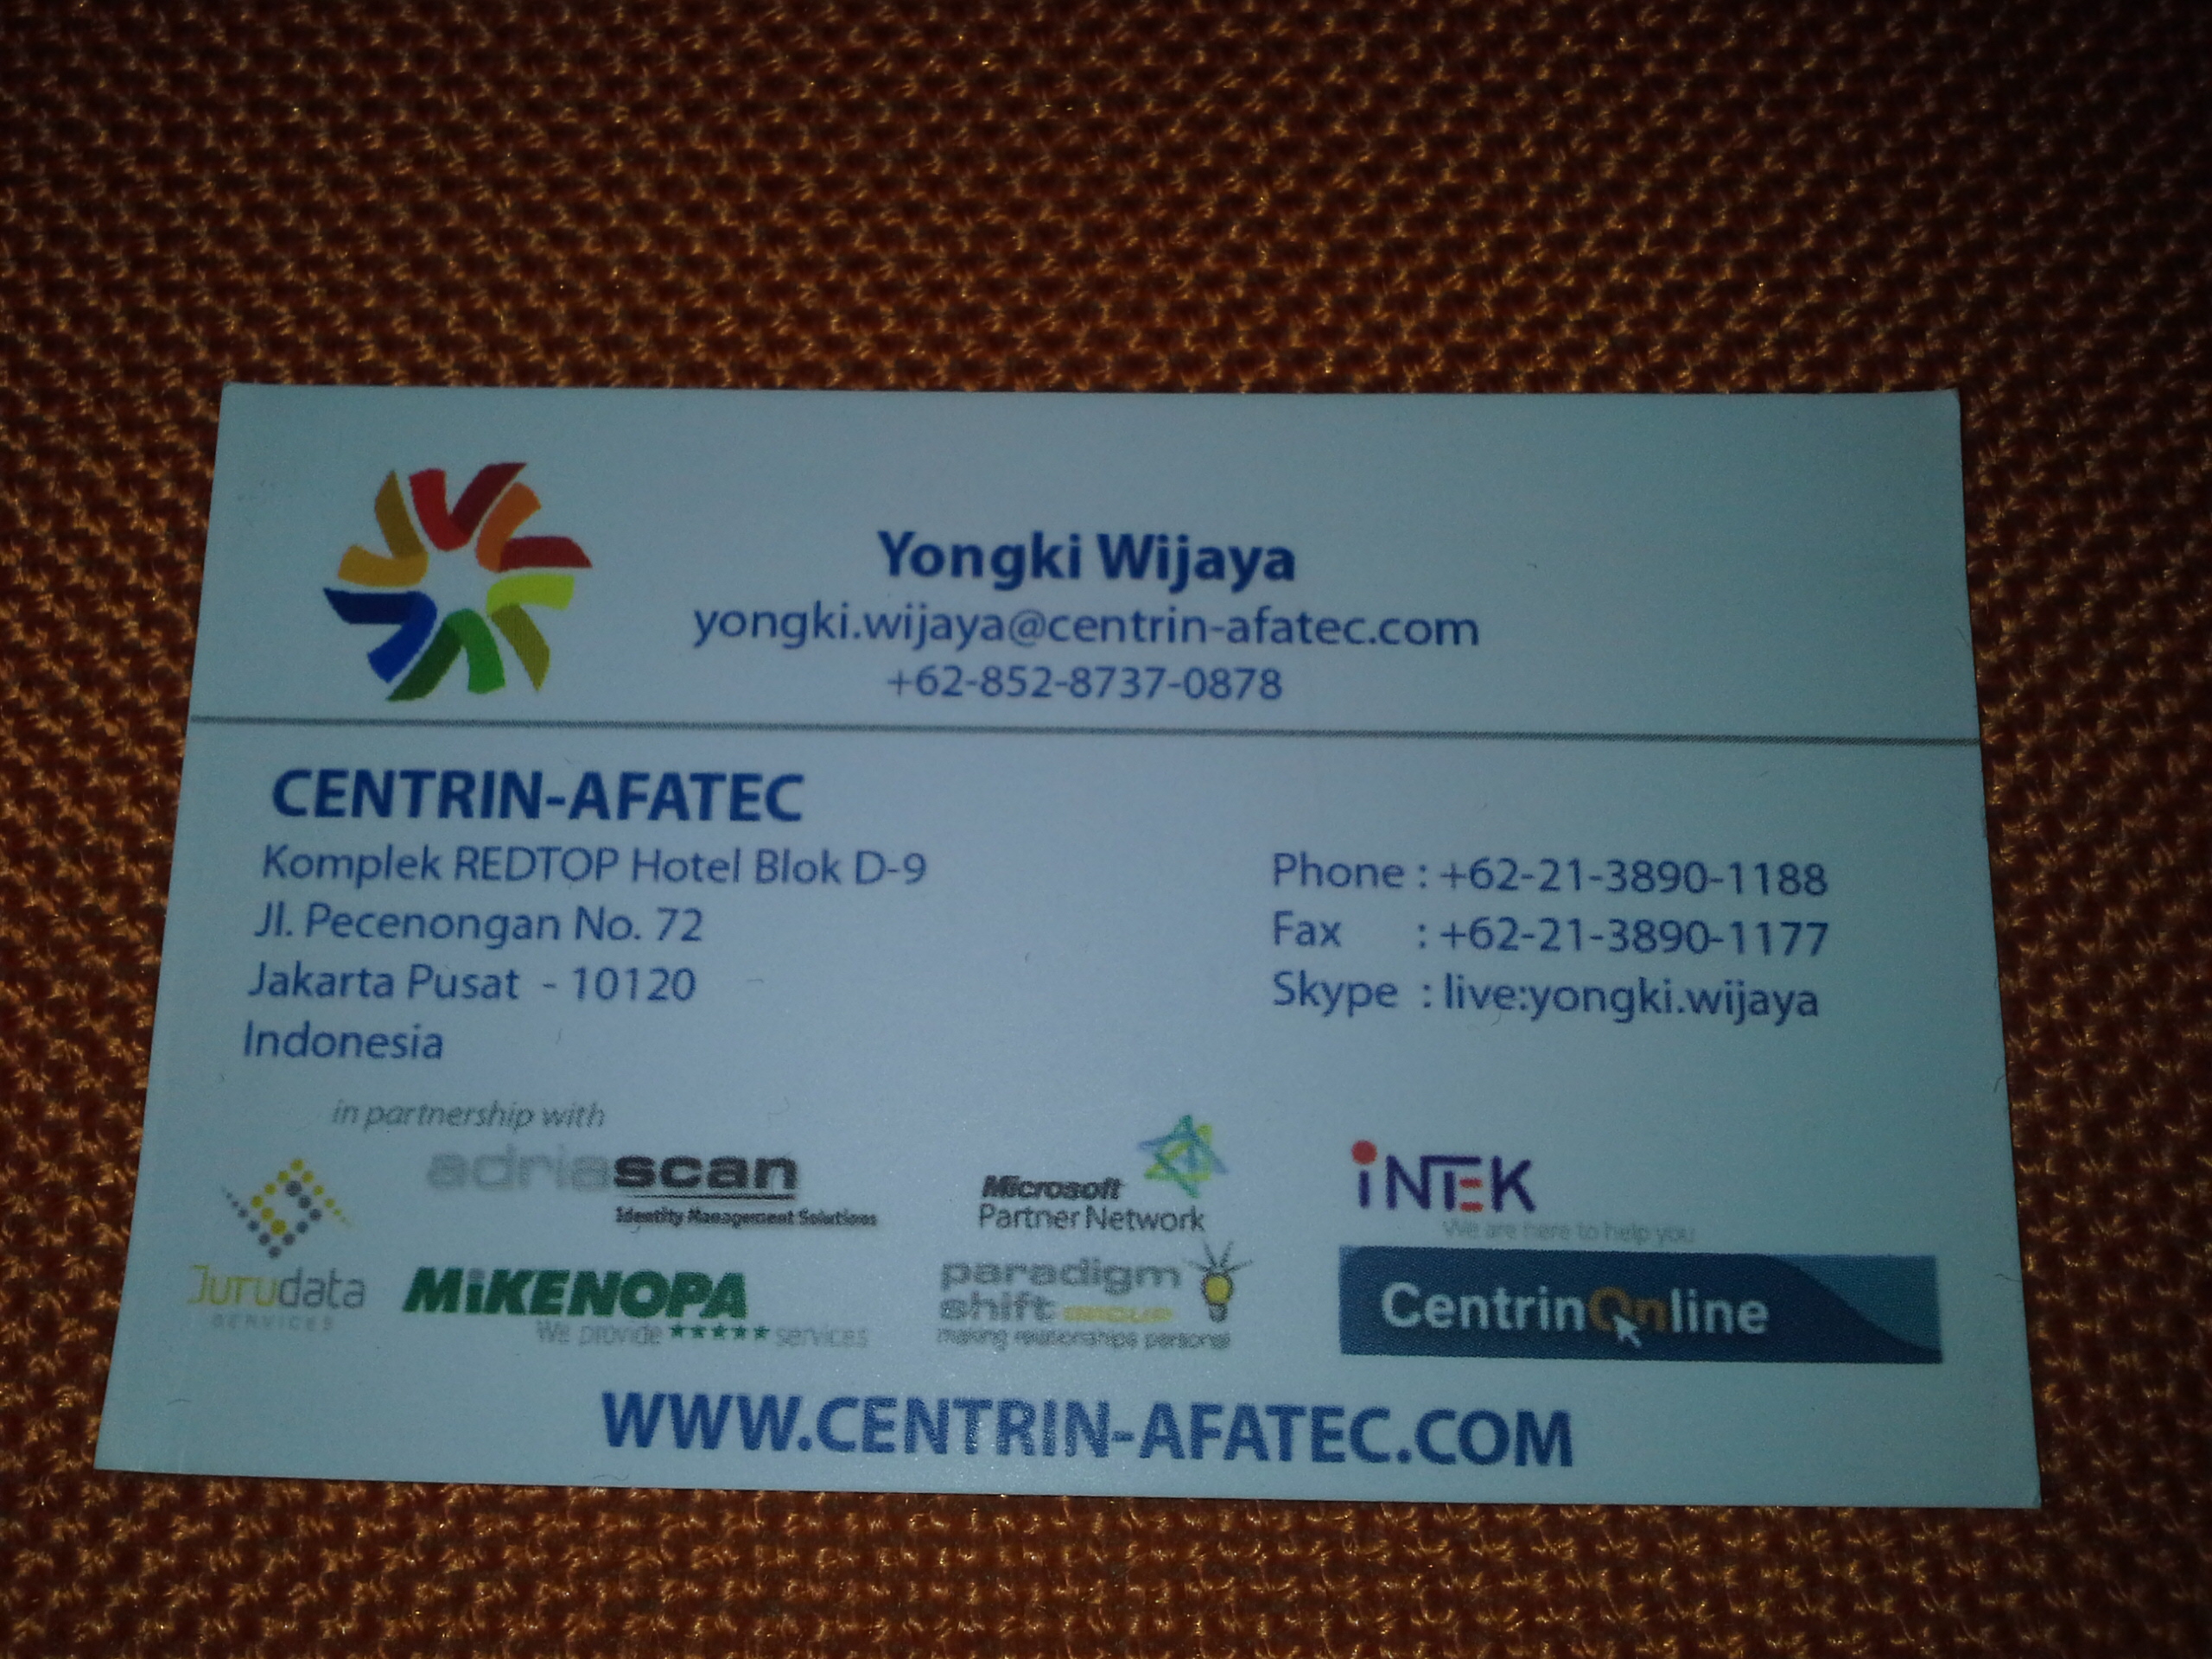 Yongki Wijaya
yongki.wijaya@centrin-afatec.com
+62-852-8737-0878
CENTRIN-AFATEC
Komplek REDTOP Hotel Blok D-9
Jl. Pecenongan No. 72
Jakarta Pusat - 10120
Indonesia
Phone : +62-21-3890-1188
Fax : +62-21-3890-1177
Skype : live:yongki.wijaya
in partnership with
adriascan
Identity Management Solutions
Microsoft
Partner Network
iNTEK
We are here to help you
Jurudata
SERVICES
MiKENOPA
We provide ★★★★★ services
paradigm
shift GROUP
making relationships personal
CentrinOnline
WWW.CENTRIN-AFATEC.COM